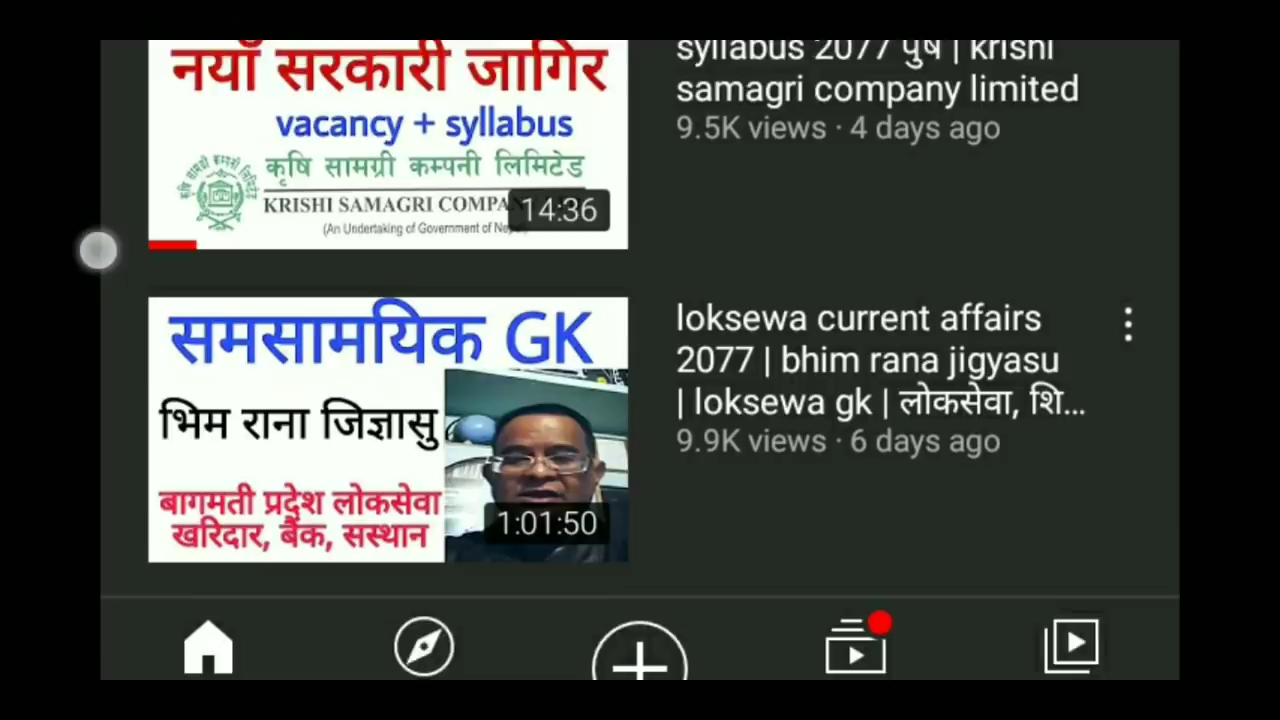 नयाँ सरकारी जागिर
vacancy + syllabus
कृषि सामग्री कम्पनी लिमिटेड
KRISHI SAMAGRI COMPA
(An Undertaking of Government of Nepal)
14:36
syllabus 2077 पुष | krishi
samagri company limited
9.5K views · 4 days ago
समसामयिक GK
भिम राना जिज्ञासु
बागमती प्रदेश लोकसेवा
खरिदार, बैंक, सस्थान
1:01:50
loksewa current affairs
2077 | bhim rana jigyasu
| loksewa gk | लोकसेवा, शि...
9.9K views · 6 days ago